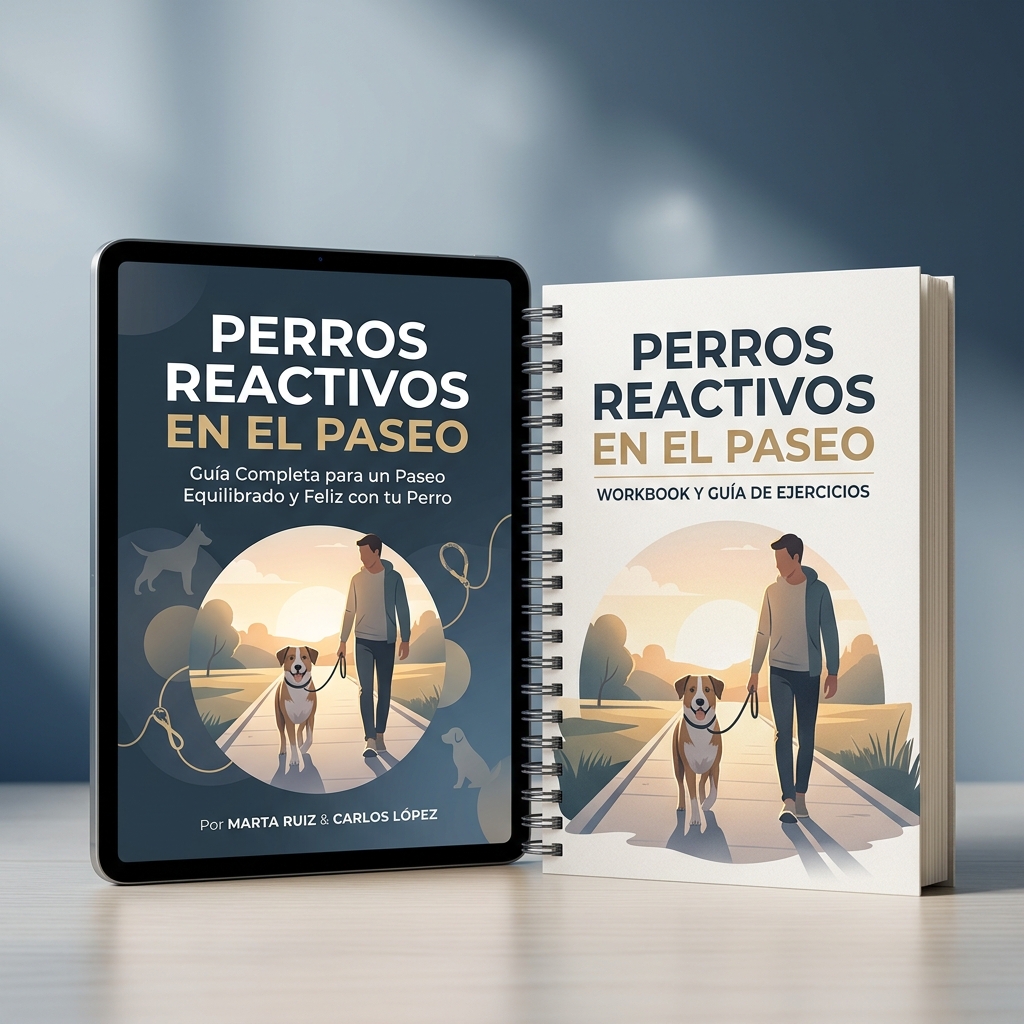 PERROS
REACTIVOS
EN EL PASEO
Guía Completa para un Paseo
Equilibrado y Feliz con tu Perro
Por MARTA RUIZ & CARLOS LÓPEZ
PERROS
REACTIVOS
EN EL PASEO
WORKBOOK Y GUÍA DE EJERCICIOS